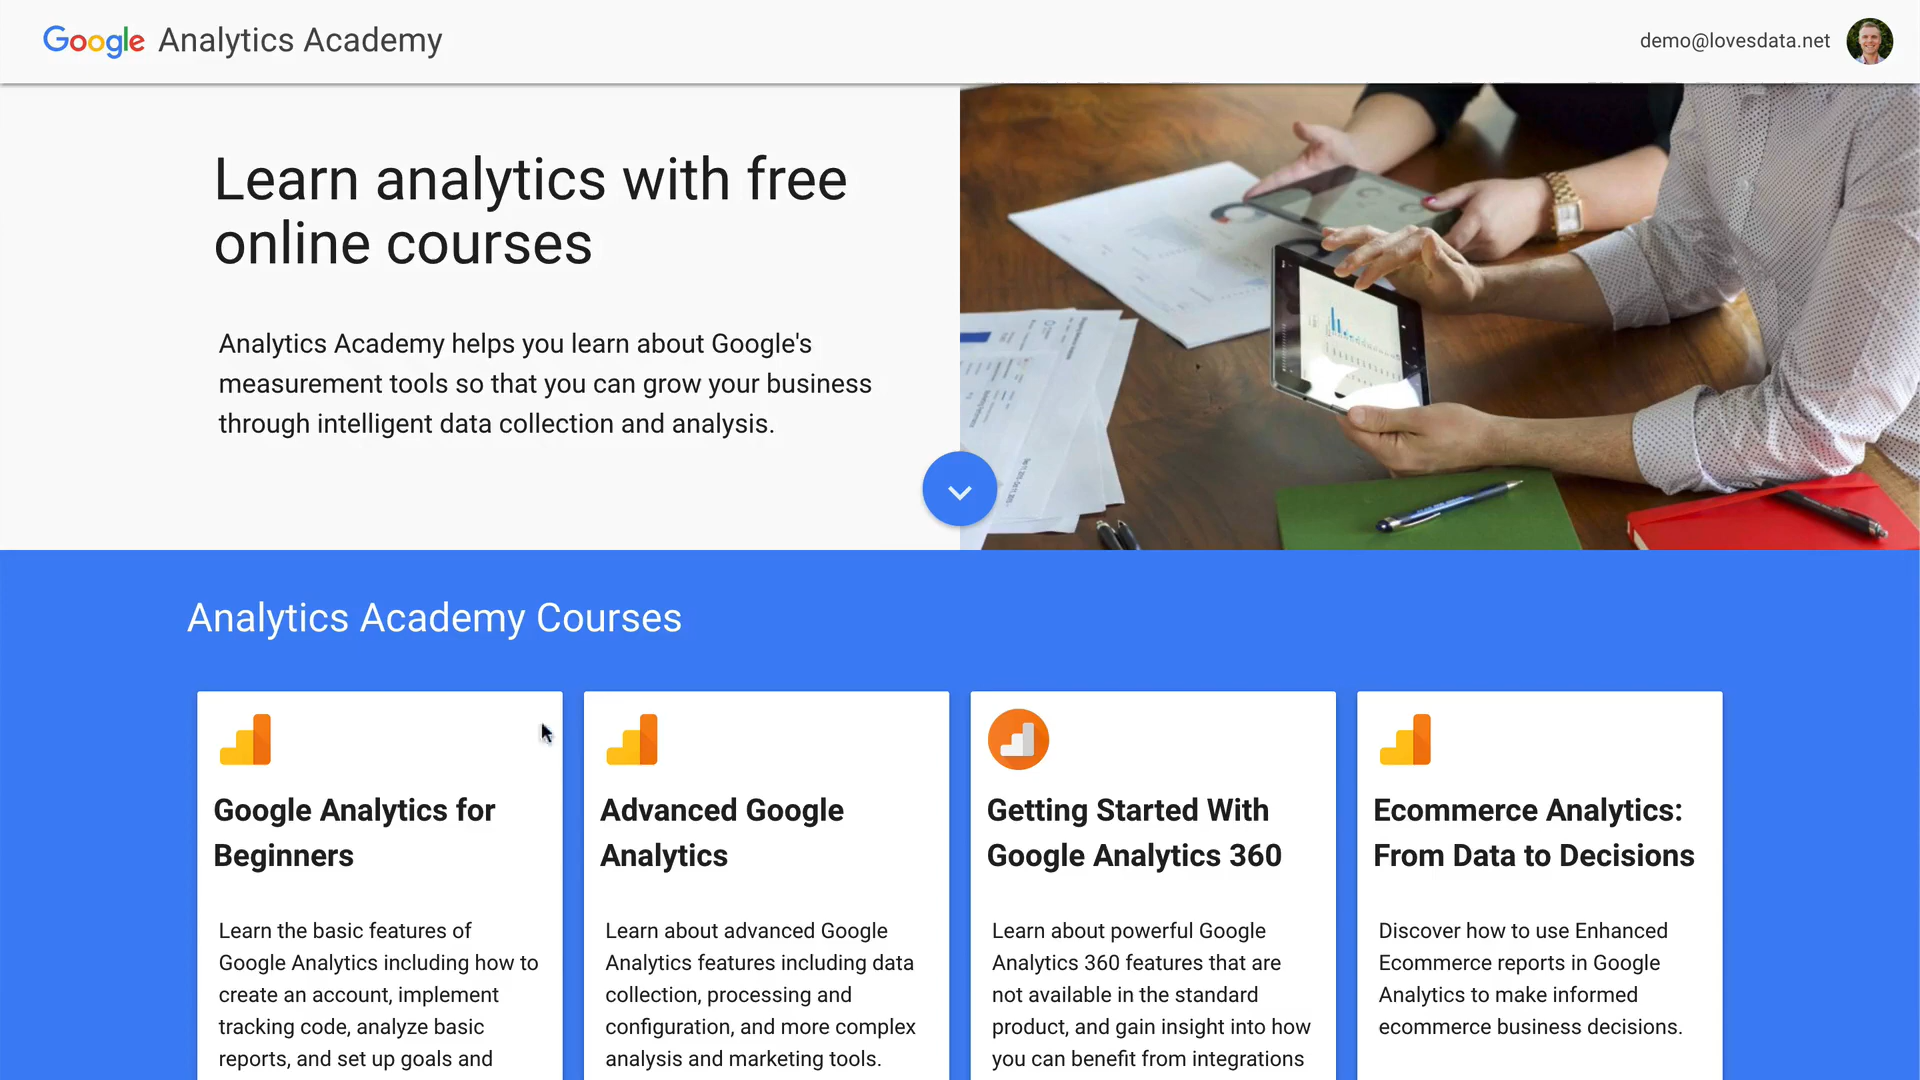 Google Analytics Academy
demo@lovesdata.net
Learn analytics with free
online courses
Analytics Academy helps you learn about Google's
measurement tools so that you can grow your business
through intelligent data collection and analysis.
Analytics Academy Courses
Google Analytics for
Beginners
Learn the basic features of
Google Analytics including how to
create an account, implement
tracking code, analyze basic
reports, and set up goals and
Advanced Google
Analytics
Learn about advanced Google
Analytics features including data
collection, processing and
configuration, and more complex
analysis and marketing tools.
Getting Started With
Google Analytics 360
Learn about powerful Google
Analytics 360 features that are
not available in the standard
product, and gain insight into how
you can benefit from integrations
Ecommerce Analytics:
From Data to Decisions
Discover how to use Enhanced
Ecommerce reports in Google
Analytics to make informed
ecommerce business decisions.